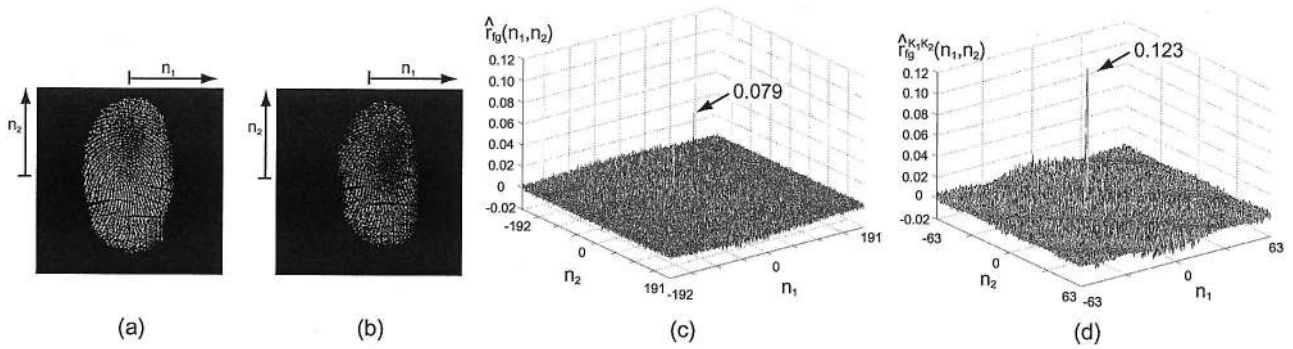 n₁
n₂
(a)
n₁
n₂
(b)
r̂fg(n₁,n₂)
0.12
0.10
0.08
0.06
0.04
0.02
0
-0.02
0.079
-192
0
191
n₂
-192
0
191
n₁
(c)
r̂fg^K₁K₂(n₁,n₂)
0.12
0.10
0.08
0.06
0.04
0.02
0
-0.02
0.123
-63
0
63
n₂
-63
0
63
n₁
(d)